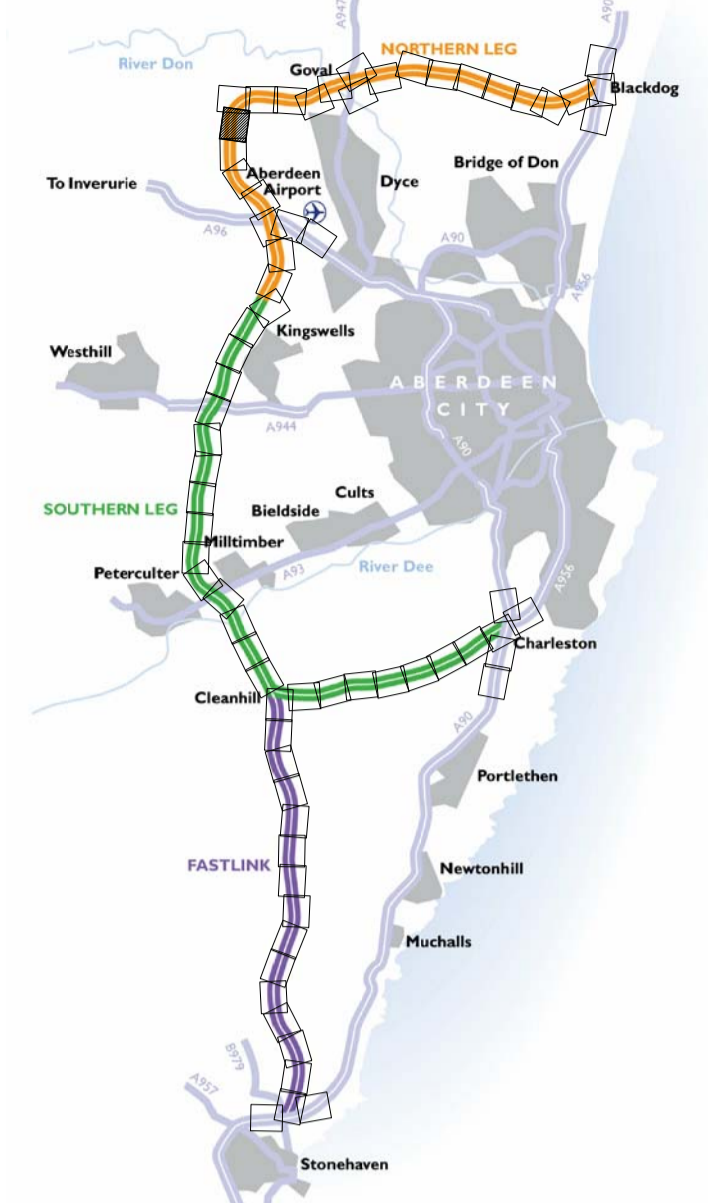 A947
A90
NORTHERN LEG
River Don
Goval
Blackdog
Bridge of Don
Aberdeen
Airport
To Inverurie
Dyce
A96
A90
A956
Kingswells
Westhill
ABERDEEN
CITY
A944
A90
Cults
SOUTHERN LEG
Bieldside
Milltimber
Peterculter
A93
River Dee
A956
Charleston
Cleanhill
A90
Portlethen
FASTLINK
Newtonhill
Muchalls
B979
A957
Stonehaven